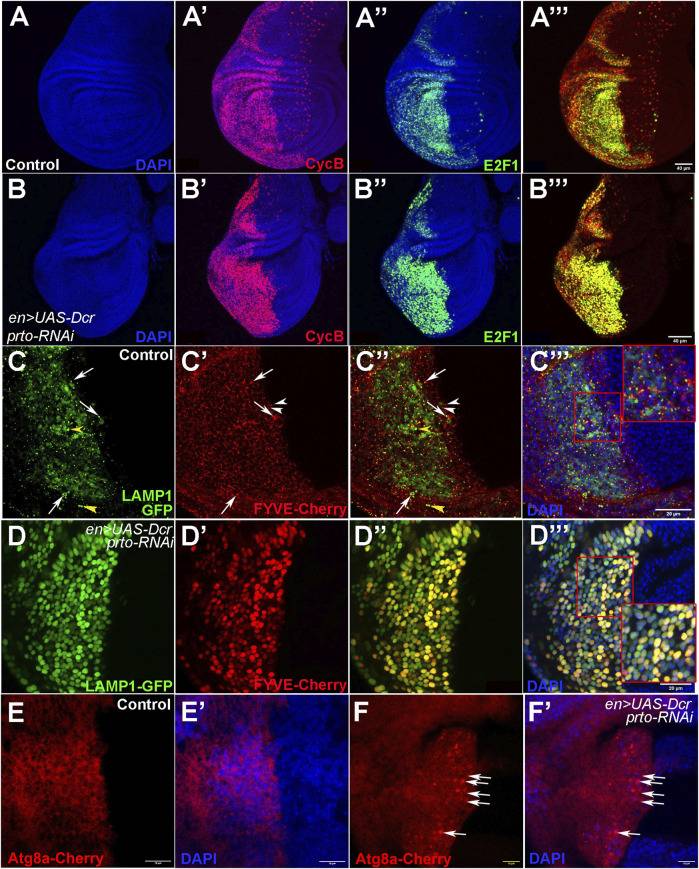 A A’ A’’ A’’’
Control DAPI CycB E2F1 40 µm
B B’ B’’ B’’’
en>UAS-Dcr
prto-RNAi DAPI CycB E2F1 40 µm
C Control C’ C’’ C’’’
LAMP1
GFP FYVE-Cherry DAPI 20 µm
D en>UAS-Dcr D’ D’’ D’’’
prto-RNAi
LAMP1-GFP FYVE-Cherry DAPI 20 µm
E Control E’ F F’ en>UAS-Dcr
prto-RNAi
Atg8a-Cherry DAPI Atg8a-Cherry DAPI